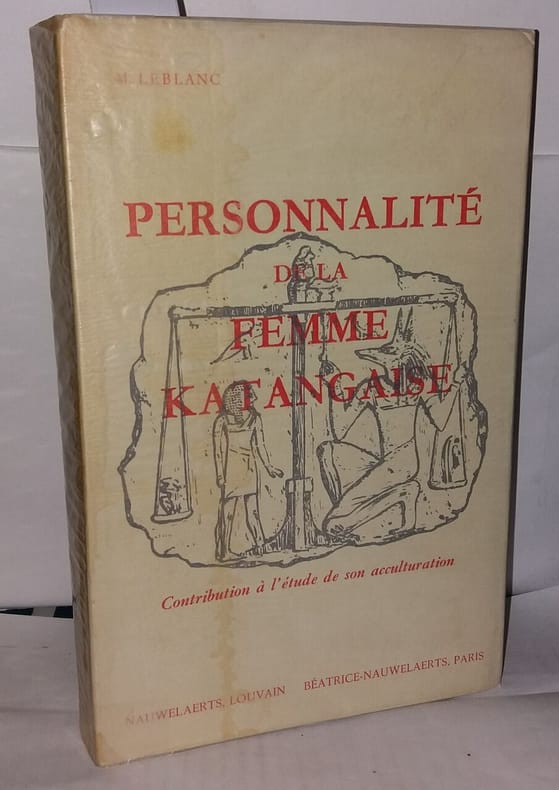 M. LEBLANC
PERSONNALITÉ
DE LA
FEMME
KATANGAISE
Contribution à l'étude de son acculturation
NAUWELAERTS, LOUVAIN BÉATRICE-NAUWELAERTS, PARIS